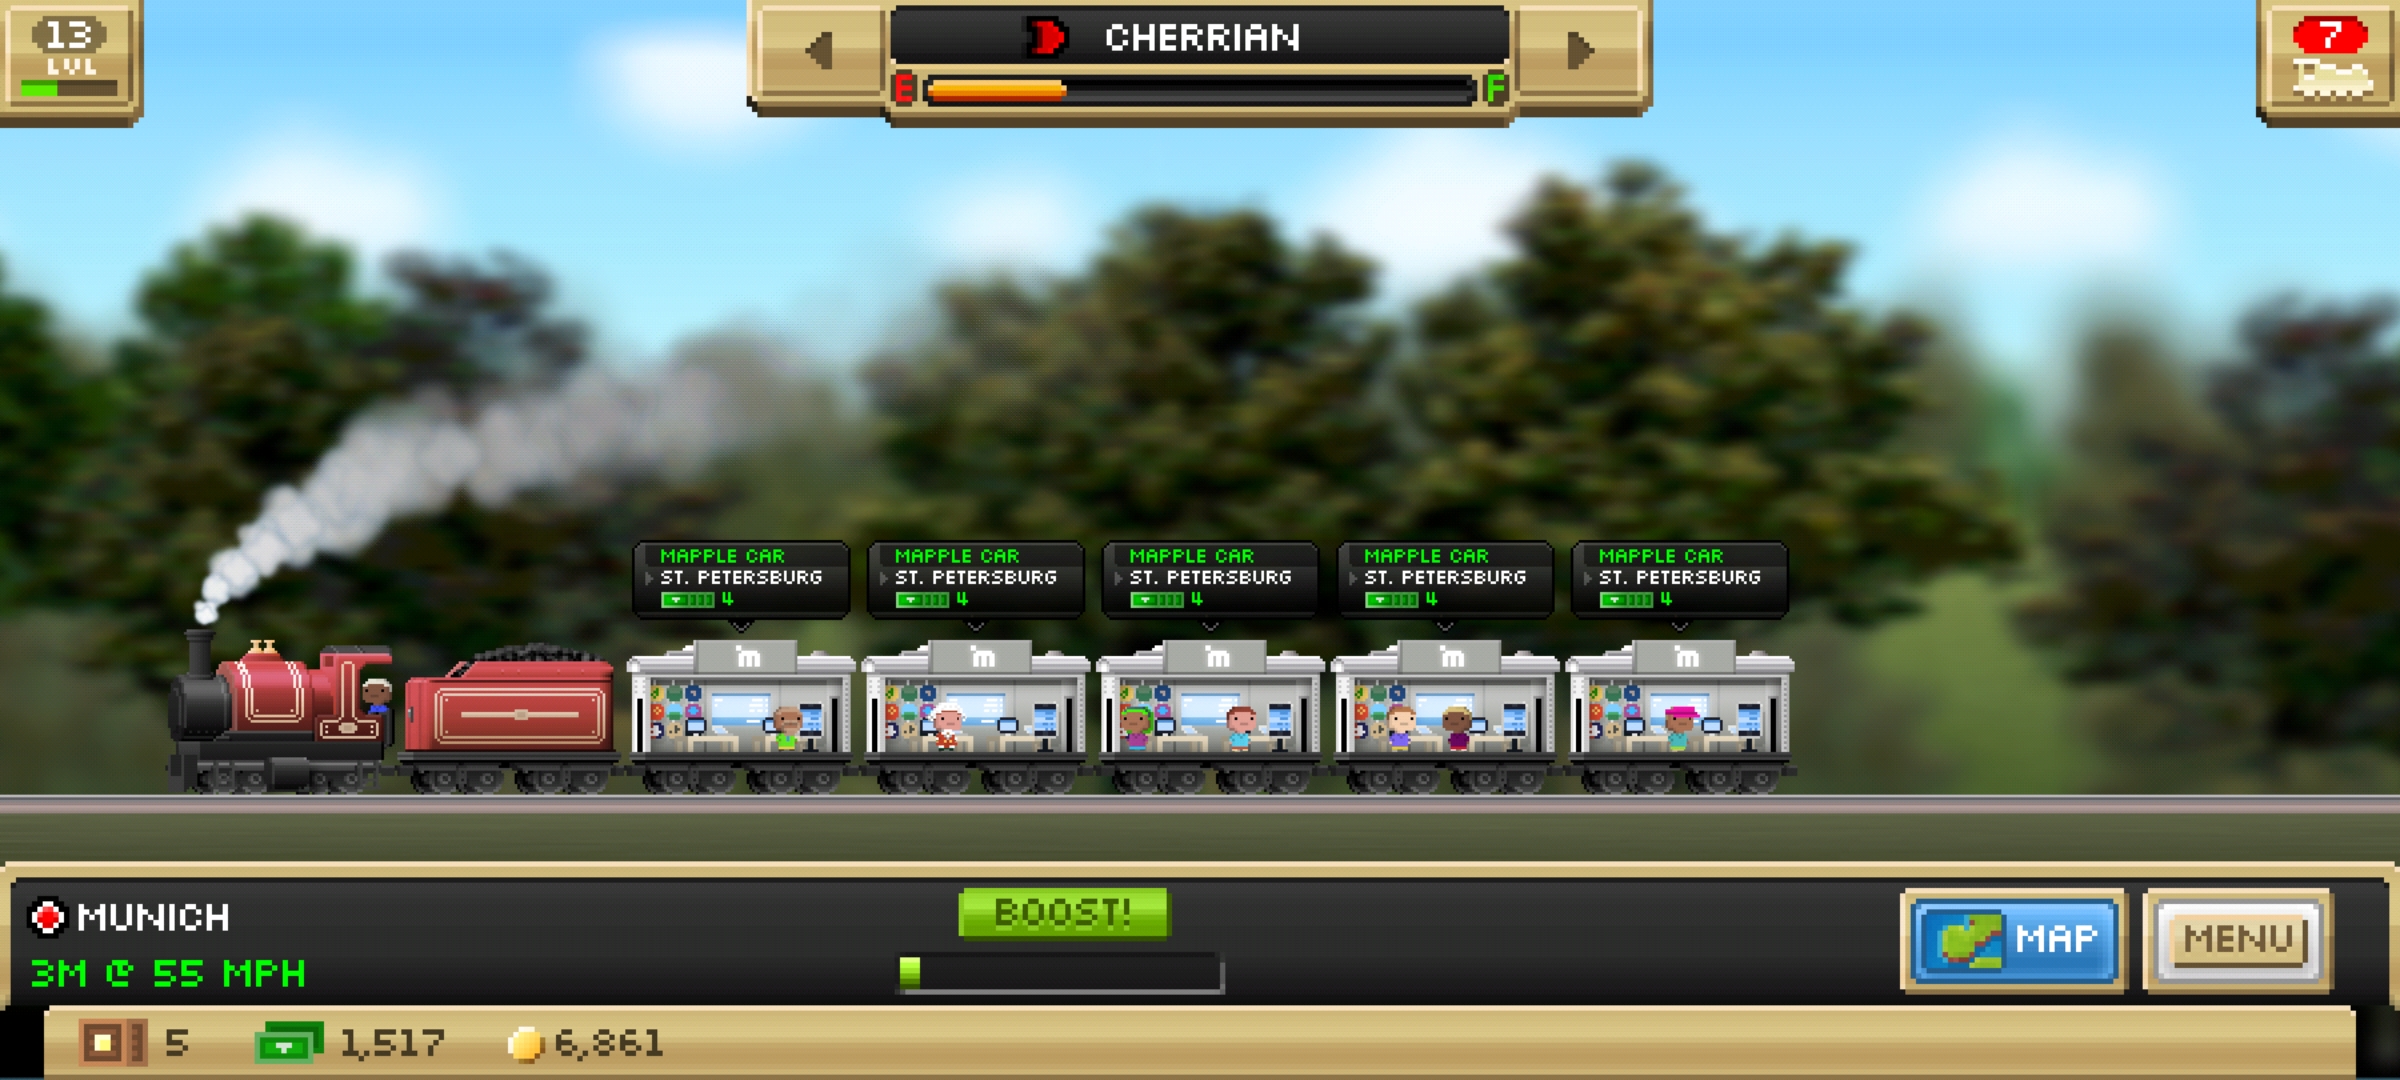 13
LVL
CHERRIAN
E F
7
MAPPLE CAR
ST. PETERSBURG
4
MAPPLE CAR
ST. PETERSBURG
4
MAPPLE CAR
ST. PETERSBURG
4
MAPPLE CAR
ST. PETERSBURG
4
MAPPLE CAR
ST. PETERSBURG
4
m m m m m
MUNICH
3M @ 55 MPH
BOOST!
MAP
MENU
5 1,517 6,861